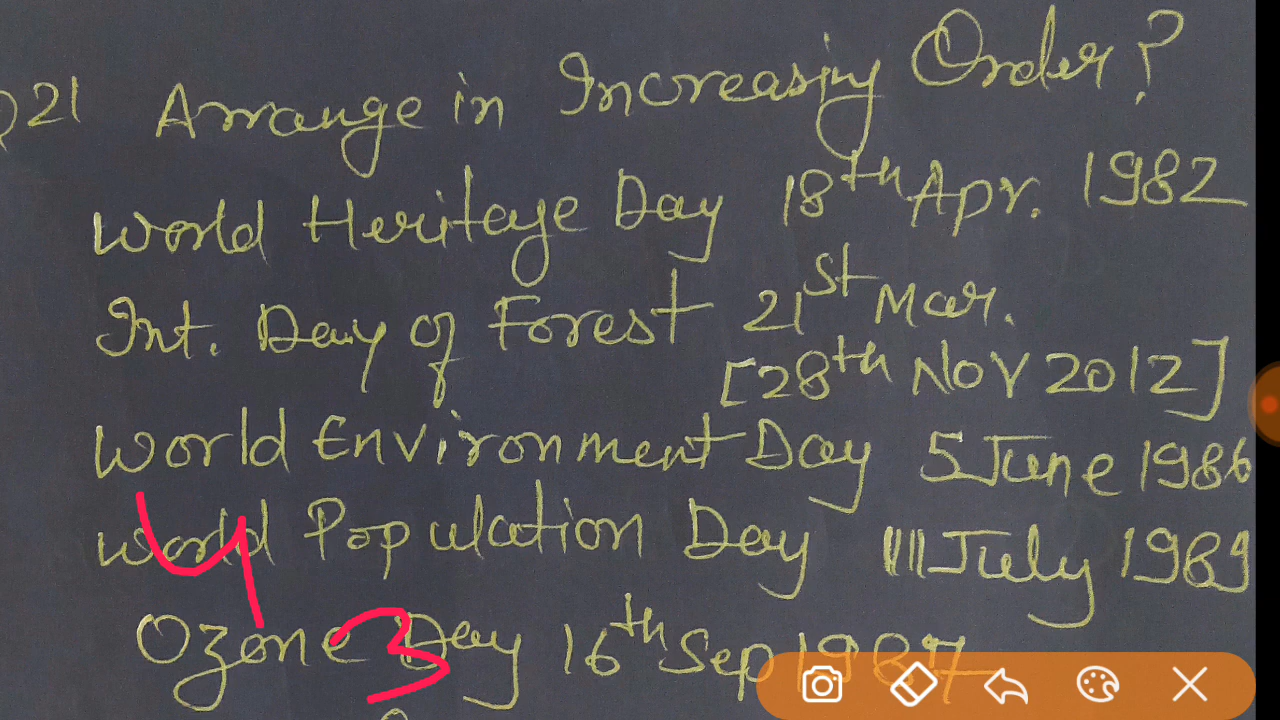 Q21 Arrange in Increasing Order?
World Heritage Day 18th Apr. 1982
Int. Day of Forest 21st Mar.
[28th NOV 2012]
World Environment Day 5 June 1986
World Population Day 11 July 1989
Ozone Day 16th Sep 1987
4
3